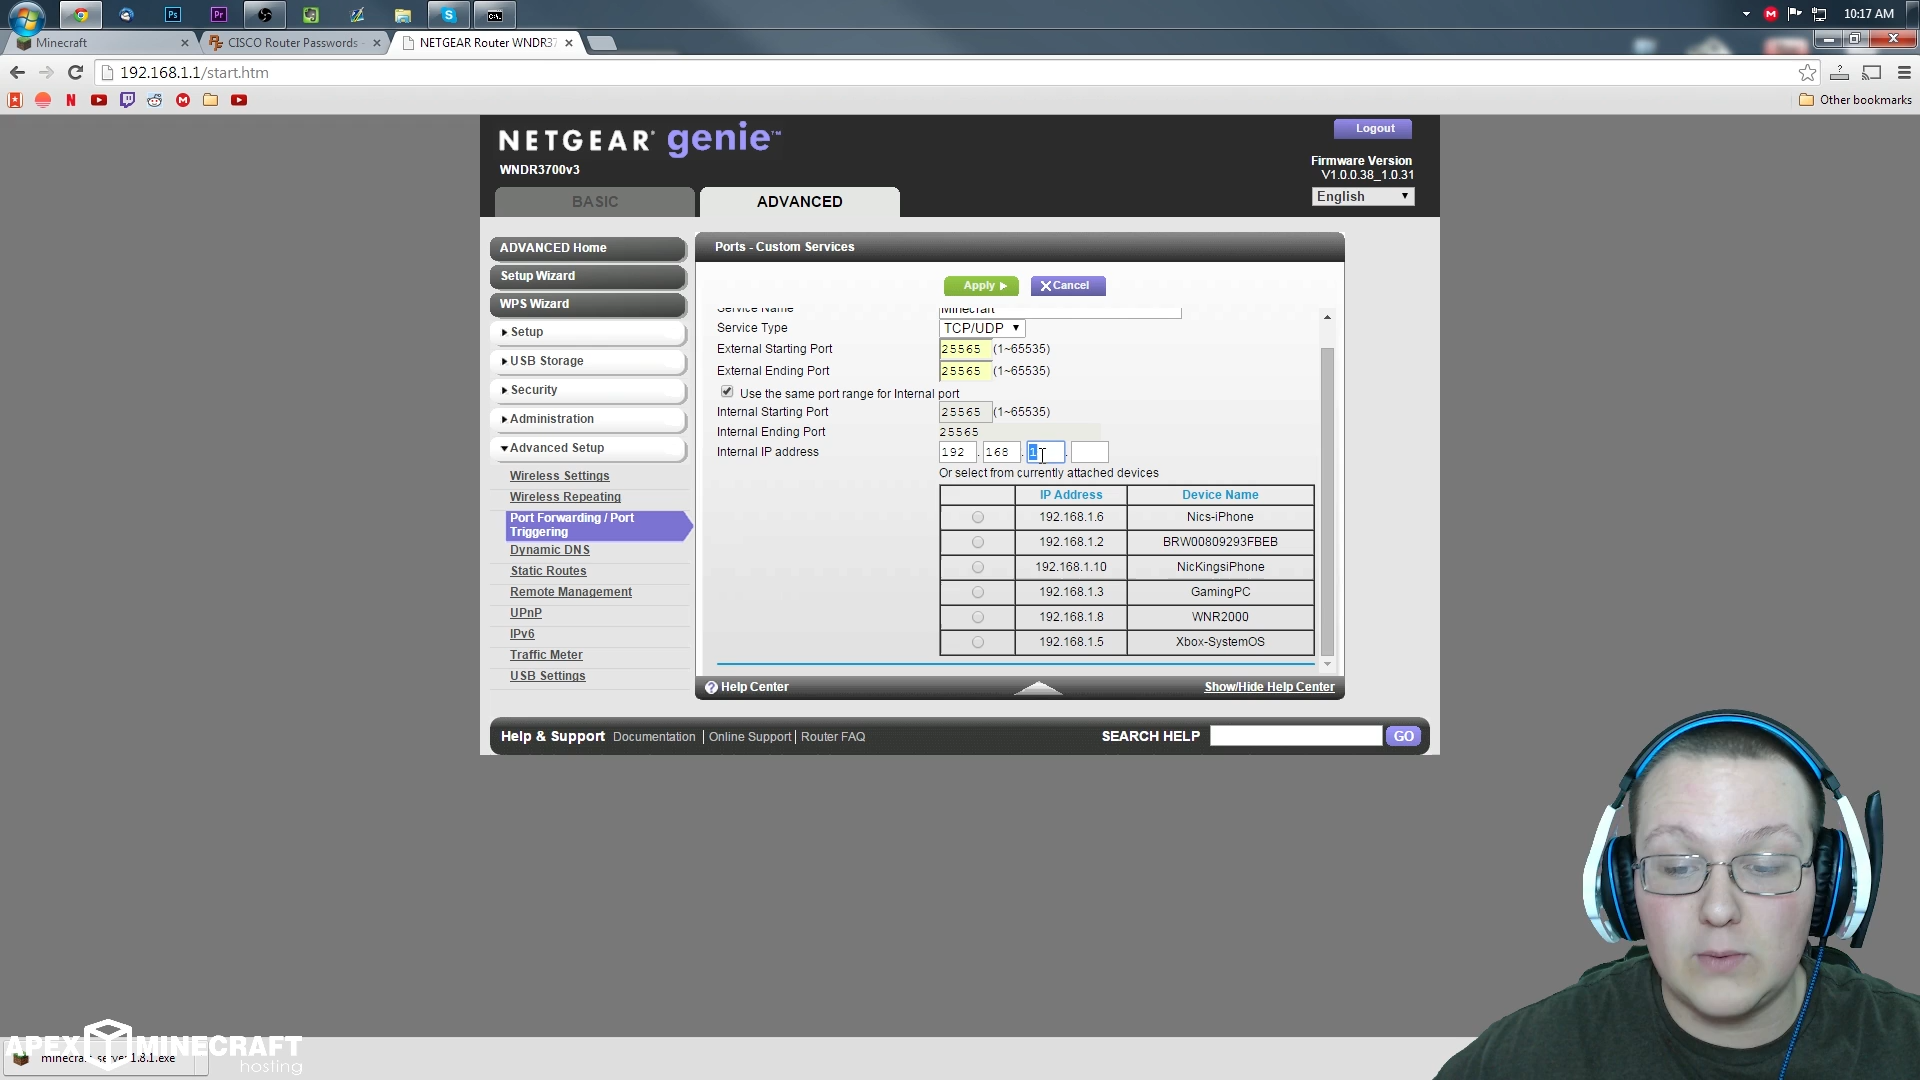 Ps
Pr
S
M
10:17 AM
Minecraft
CISCO Router Passwords
NETGEAR Router WNDR37
192.168.1.1/start.htm
N
M
Other bookmarks
NETGEAR® genie™
Logout
WNDR3700v3
Firmware Version
V1.0.0.38_1.0.31
English
BASIC
ADVANCED
ADVANCED Home
Setup Wizard
WPS Wizard
Setup
USB Storage
Security
Administration
Advanced Setup
Wireless Settings
Wireless Repeating
Port Forwarding / Port
Triggering
Dynamic DNS
Static Routes
Remote Management
UPnP
IPv6
Traffic Meter
USB Settings
Ports - Custom Services
Apply
Cancel
Service Name Minecraft
Service Type TCP/UDP
External Starting Port 25565 (1~65535)
External Ending Port 25565 (1~65535)
Use the same port range for Internal port
Internal Starting Port 25565 (1~65535)
Internal Ending Port 25565
Internal IP address 192 . 168 . 1 .
Or select from currently attached devices
IP Address Device Name
192.168.1.6 Nics-iPhone
192.168.1.2 BRW00809293FBEB
192.168.1.10 NicKingsiPhone
192.168.1.3 GamingPC
192.168.1.8 WNR2000
192.168.1.5 Xbox-SystemOS
? Help Center
Show/Hide Help Center
Help & Support Documentation | Online Support | Router FAQ
SEARCH HELP
GO
APEX MINECRAFT
hosting